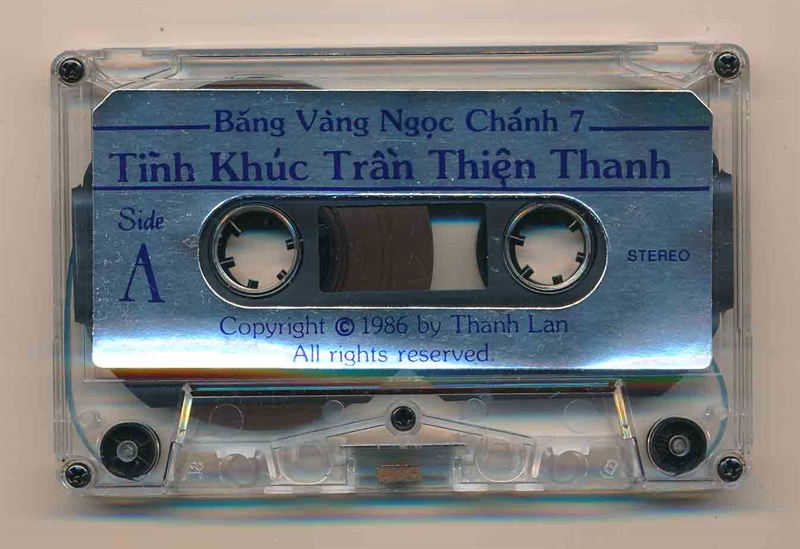 Băng Vàng Ngọc Chánh 7
Tình Khúc Trần Thiện Thanh
Side
A
STEREO
Copyright © 1986 by Thanh Lan
All rights reserved.